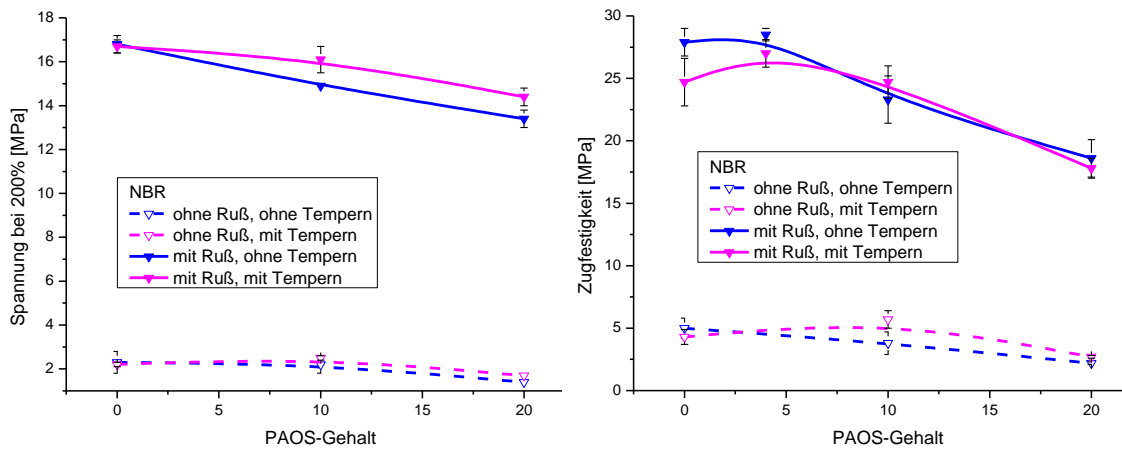 Spannung bei 200% [MPa]
18
16
14
12
10
8
6
4
2
NBR
ohne Ruß, ohne Tempern
ohne Ruß, mit Tempern
mit Ruß, ohne Tempern
mit Ruß, mit Tempern
0
10
20
PAOS-Gehalt
Zugfestigkeit [MPa]
30
25
20
15
10
5
0
NBR
ohne Ruß, ohne Tempern
ohne Ruß, mit Tempern
mit Ruß, ohne Tempern
mit Ruß, mit Tempern
0
5
10
15
20
PAOS-Gehalt